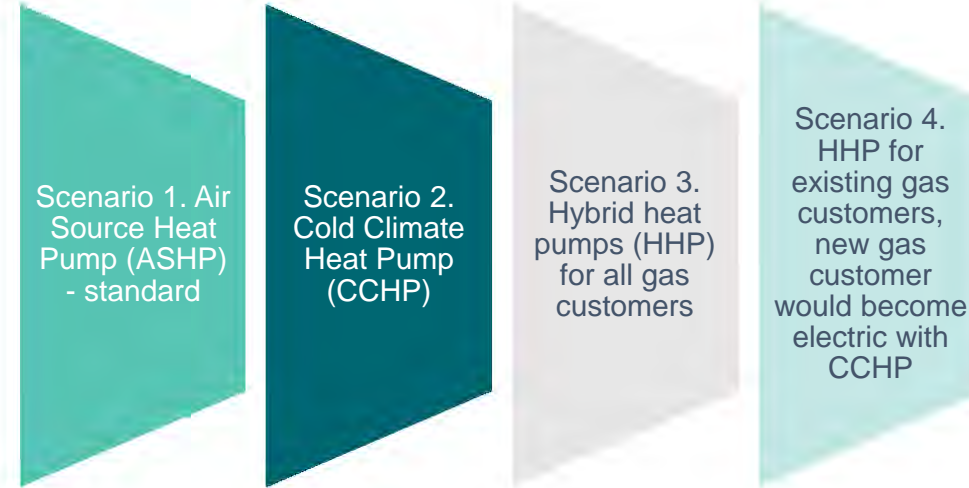 Scenario 1. Air
Source Heat
Pump (ASHP)
- standard
Scenario 2.
Cold Climate
Heat Pump
(CCHP)
Scenario 3.
Hybrid heat
pumps (HHP)
for all gas
customers
Scenario 4.
HHP for
existing gas
customers,
new gas
customer
would become
electric with
CCHP